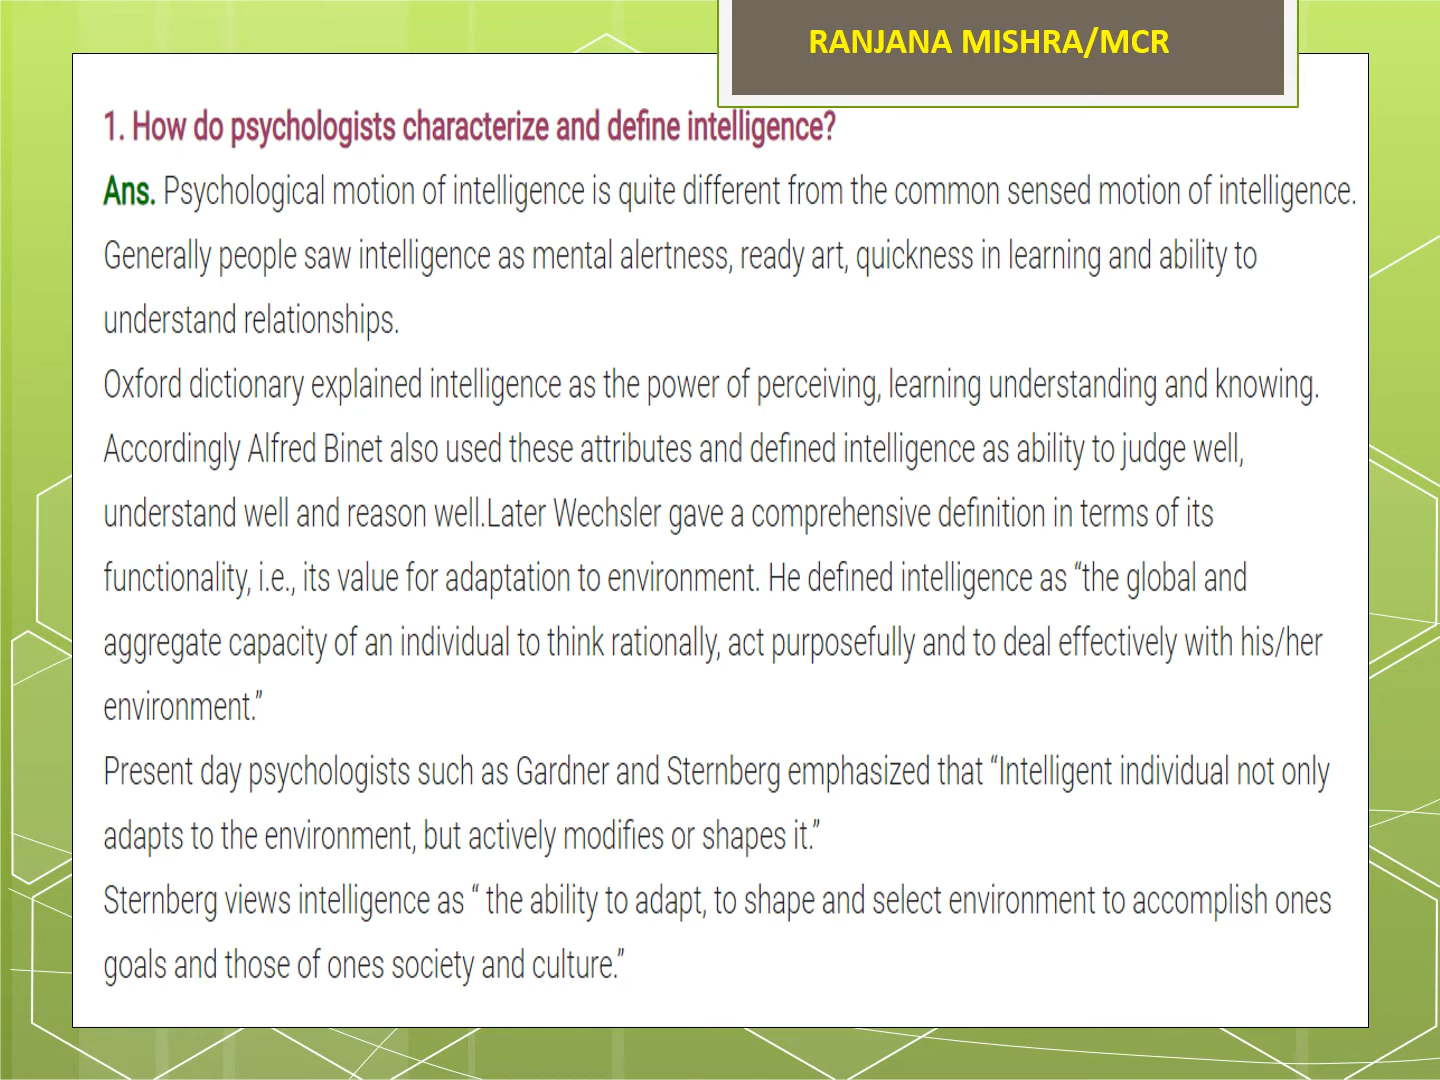 RANJANA MISHRA/MCR
1. How do psychologists characterize and define intelligence?
Ans. Psychological motion of intelligence is quite different from the common sensed motion of intelligence.
Generally people saw intelligence as mental alertness, ready art, quickness in learning and ability to
understand relationships.
Oxford dictionary explained intelligence as the power of perceiving, learning understanding and knowing.
Accordingly Alfred Binet also used these attributes and defined intelligence as ability to judge well,
understand well and reason well.Later Wechsler gave a comprehensive definition in terms of its
functionality, i.e., its value for adaptation to environment. He defined intelligence as “the global and
aggregate capacity of an individual to think rationally, act purposefully and to deal effectively with his/her
environment.”
Present day psychologists such as Gardner and Sternberg emphasized that “Intelligent individual not only
adapts to the environment, but actively modifies or shapes it.”
Sternberg views intelligence as “ the ability to adapt, to shape and select environment to accomplish ones
goals and those of ones society and culture.”